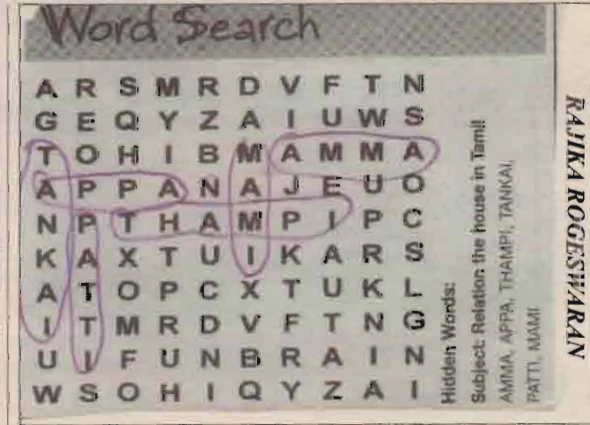 Word Search
A R S M R D V F T N
G E Q Y Z A I U W S
T O H I B M A M M A
A P P A N A J E U O
N P T H A M P I P C
K A X T U I K A R S
A T O P C X T U K L
I T M R D V F T N G
U I F U N B R A I N
W S O H I Q Y Z A I
Hidden Words:
Subject: Relation the house in Tamil
AMMA, APPA, THAMPI, TANKAI,
PATTI, MAMI
RAJIKA ROGESWARAN